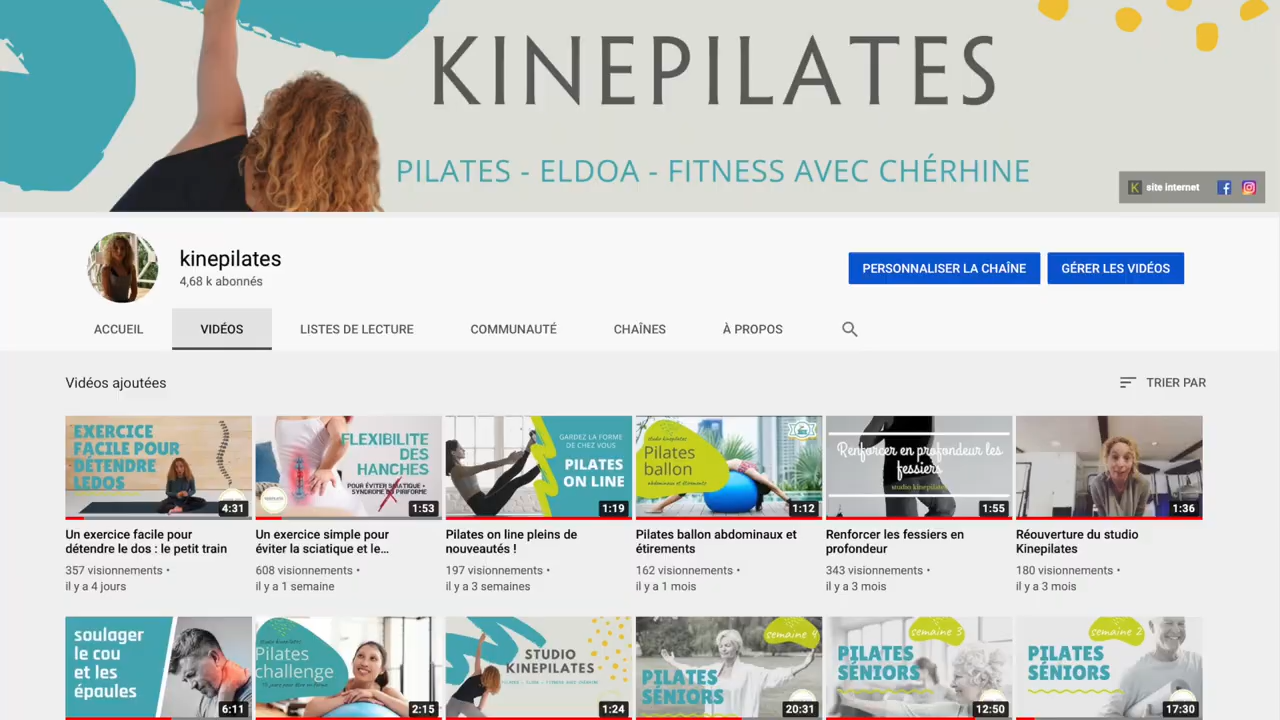 KINEPILATES
PILATES - ELDOA - FITNESS AVEC CHÉRHINE
K site internet
kinepilates
4,68 k abonnés
PERSONNALISER LA CHAÎNE
GÉRER LES VIDÉOS
ACCUEIL
VIDÉOS
LISTES DE LECTURE
COMMUNAUTÉ
CHAÎNES
À PROPOS
Vidéos ajoutées
TRIER PAR
EXERCICE
FACILE POUR
DÉTENDRE
LEDOS
4:31
Un exercice facile pour
détendre le dos : le petit train
357 visionnements •
il y a 4 jours
FLEXIBILITE
DES
HANCHES
POUR ÉVITER SCIATIQUE +
SYNDROME DU PIRIFORME
1:53
Un exercice simple pour
éviter la sciatique et le...
608 visionnements •
il y a 1 semaine
GARDEZ LA FORME
DE CHEZ VOUS
PILATES
ON LINE
1:19
Pilates on line pleins de
nouveautés !
197 visionnements •
il y a 3 semaines
studio kinepilates
Pilates
ballon
abdominaux et étirements
1:12
Pilates ballon abdominaux et
étirements
162 visionnements •
il y a 1 mois
Renforcer en profondeur les
fessiers
studio kinepilates
1:55
Renforcer les fessiers en
profondeur
343 visionnements •
il y a 3 mois
1:36
Réouverture du studio
Kinepilates
180 visionnements •
il y a 3 mois
soulager
le cou
et les
épaules
6:11
studio kinepilates
Pilates
challenge
2:15
STUDIO
KINEPILATES
PILATES - ELDOA - FITNESS AVEC CHÉRHINE
1:24
semaine 4
PILATES
SÉNIORS
20:31
semaine 3
PILATES
SÉNIORS
12:50
semaine 2
PILATES
SÉNIORS
17:30